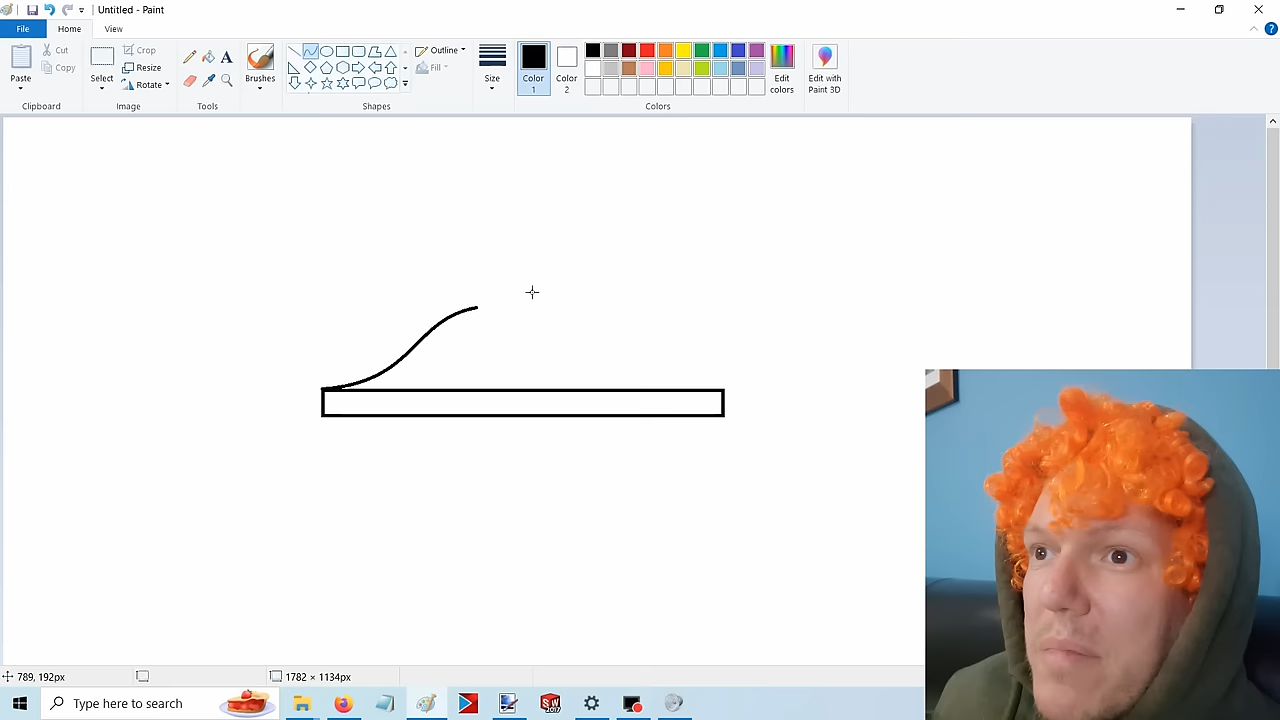 Untitled - Paint
File
Home
View
Paste
Cut
Copy
Clipboard
Select
Crop
Resize
Rotate
Image
Tools
Brushes
Shapes
Outline
Fill
Size
Color
1
Color
2
Edit
colors
Colors
Edit with
Paint 3D
789, 192px
1782 × 1134px
Type here to search